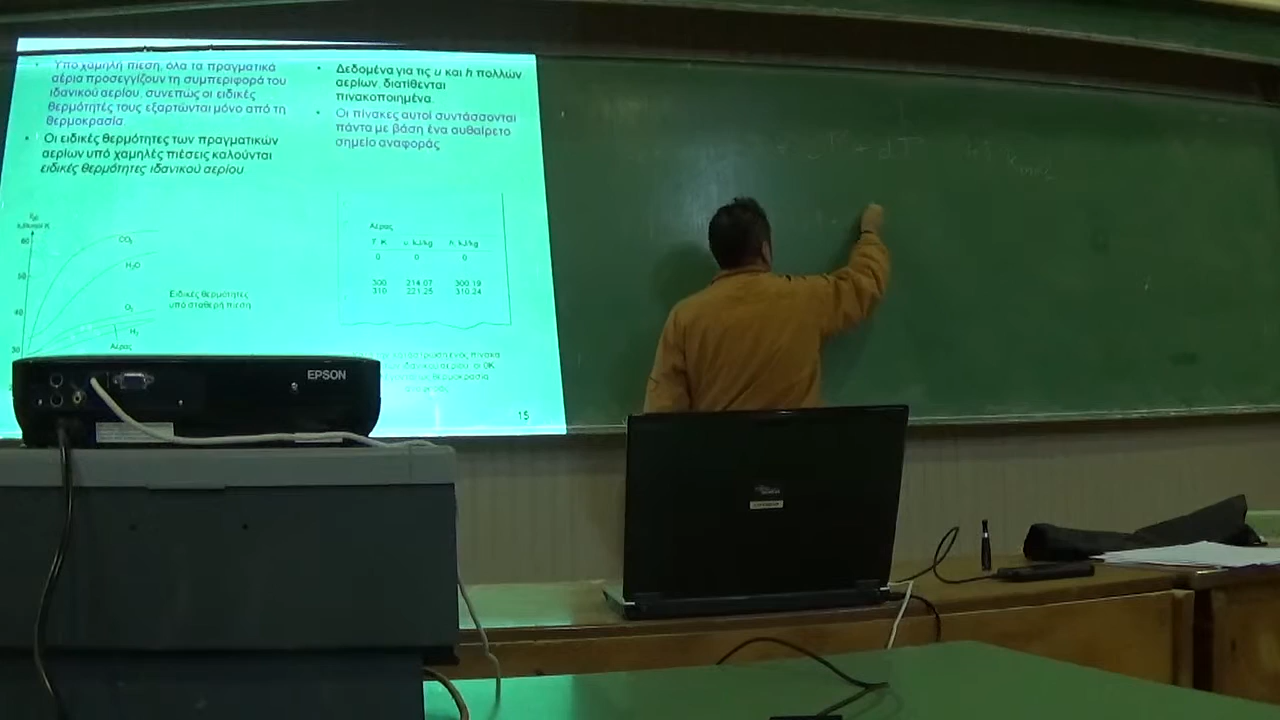 Υπό χαμηλή πίεση, όλα τα πραγματικά
αέρια προσεγγίζουν τη συμπεριφορά του
ιδανικού αερίου, συνεπώς οι ειδικές
θερμότητές τους εξαρτώνται μόνο από τη
θερμοκρασία.
Οι ειδικές θερμότητες των πραγματικών
αερίων υπό χαμηλές πιέσεις καλούνται
ειδικές θερμότητες ιδανικού αερίου
60
CO₂
H₂O
50
O₂
40
H₂
30
Αέρας
Ειδικές θερμότητες
υπό σταθερή πίεση
Δεδομένα για τις u και h πολλών
αερίων, διατίθενται
πινακοποιημένα.
Οι πίνακες αυτοί συντάσσονται
πάντα με βάση ένα αυθαίρετο
σημείο αναφοράς
Αέρας
T, K u, kJ/kg h, kJ/kg
0 0 0
300 214.07 300.19
310 221.25 310.24
15
EPSON